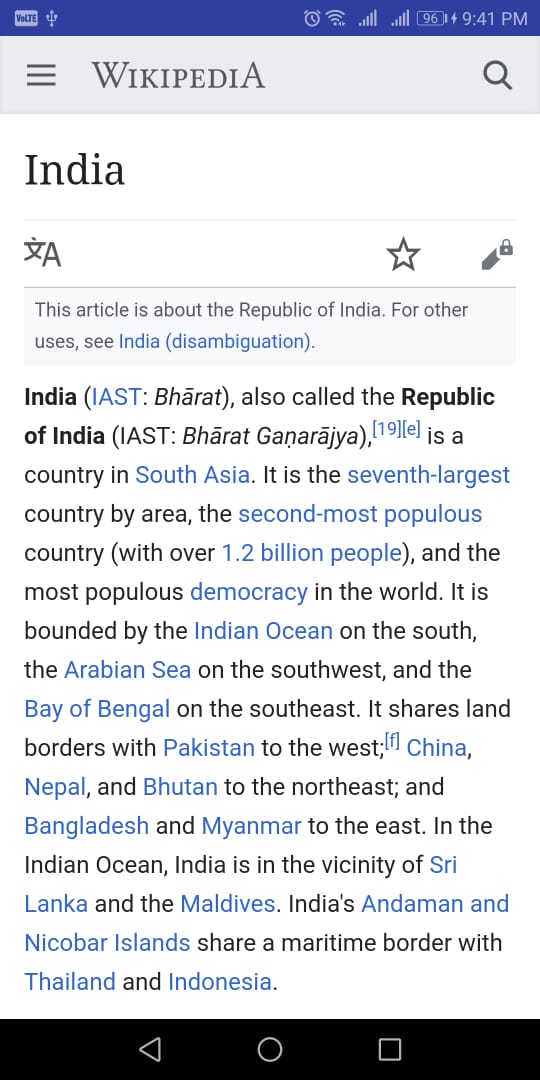 VoLTE 96 9:41 PM
WIKIPEDIA
India
文A
This article is about the Republic of India. For other
uses, see India (disambiguation).
India (IAST: Bhārat), also called the Republic
of India (IAST: Bhārat Gaṇarājya),[19][e] is a
country in South Asia. It is the seventh-largest
country by area, the second-most populous
country (with over 1.2 billion people), and the
most populous democracy in the world. It is
bounded by the Indian Ocean on the south,
the Arabian Sea on the southwest, and the
Bay of Bengal on the southeast. It shares land
borders with Pakistan to the west;[f] China,
Nepal, and Bhutan to the northeast; and
Bangladesh and Myanmar to the east. In the
Indian Ocean, India is in the vicinity of Sri
Lanka and the Maldives. India's Andaman and
Nicobar Islands share a maritime border with
Thailand and Indonesia.